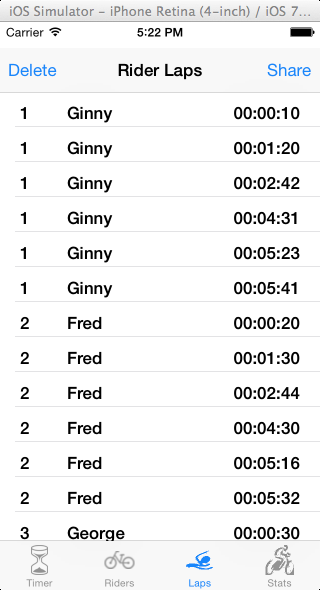 iOS Simulator – iPhone Retina (4-inch) / iOS 7...
Carrier 5:22 PM
Delete Rider Laps Share
1 Ginny 00:00:10
1 Ginny 00:01:20
1 Ginny 00:02:42
1 Ginny 00:04:31
1 Ginny 00:05:23
1 Ginny 00:05:41
2 Fred 00:00:20
2 Fred 00:01:30
2 Fred 00:02:44
2 Fred 00:04:30
2 Fred 00:05:16
2 Fred 00:05:32
3 George 00:00:30
Timer Riders Laps Stats